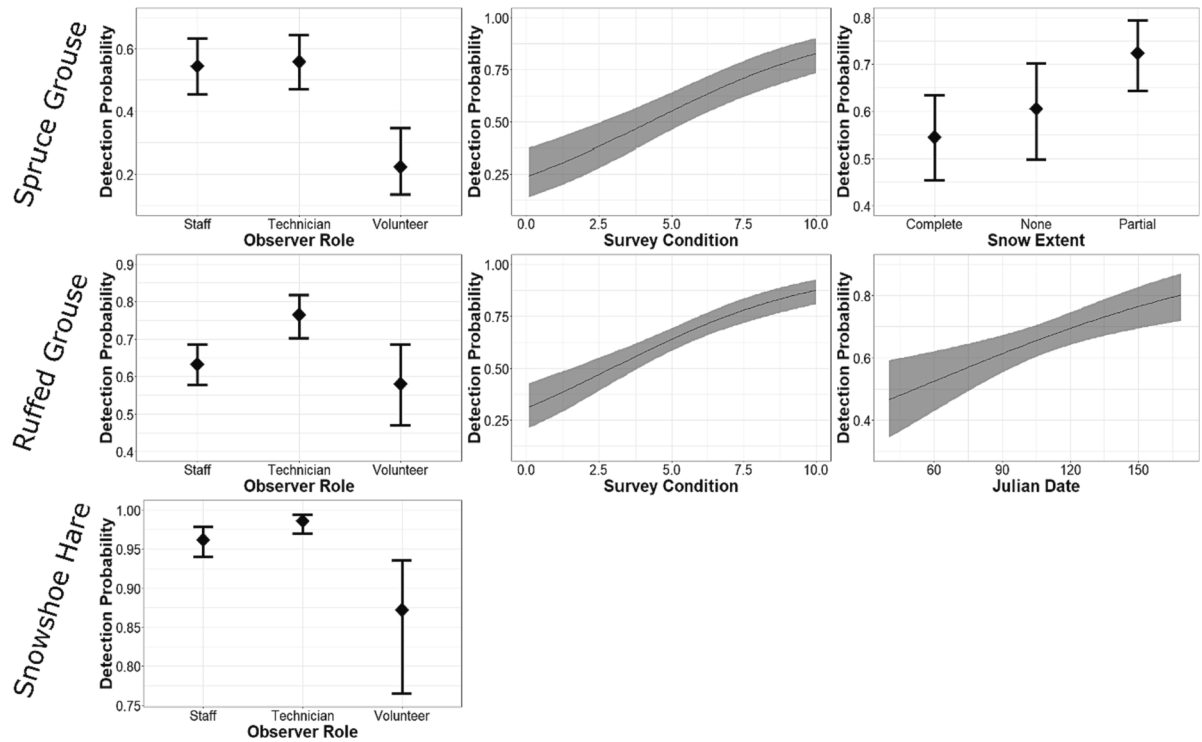 Spruce Grouse
Detection Probability
0.6
0.4
0.2
Staff Technician Volunteer
Observer Role
Detection Probability
1.00
0.75
0.50
0.25
0.0 2.5 5.0 7.5 10.0
Survey Condition
Detection Probability
0.8
0.7
0.6
0.5
0.4
Complete None Partial
Snow Extent
Ruffed Grouse
Detection Probability
0.9
0.8
0.7
0.6
0.5
0.4
Staff Technician Volunteer
Observer Role
Detection Probability
1.00
0.75
0.50
0.25
0.0 2.5 5.0 7.5 10.0
Survey Condition
Detection Probability
0.8
0.6
0.4
60 90 120 150
Julian Date
Snowshoe Hare
Detection Probability
1.00
0.95
0.90
0.85
0.80
0.75
Staff Technician Volunteer
Observer Role